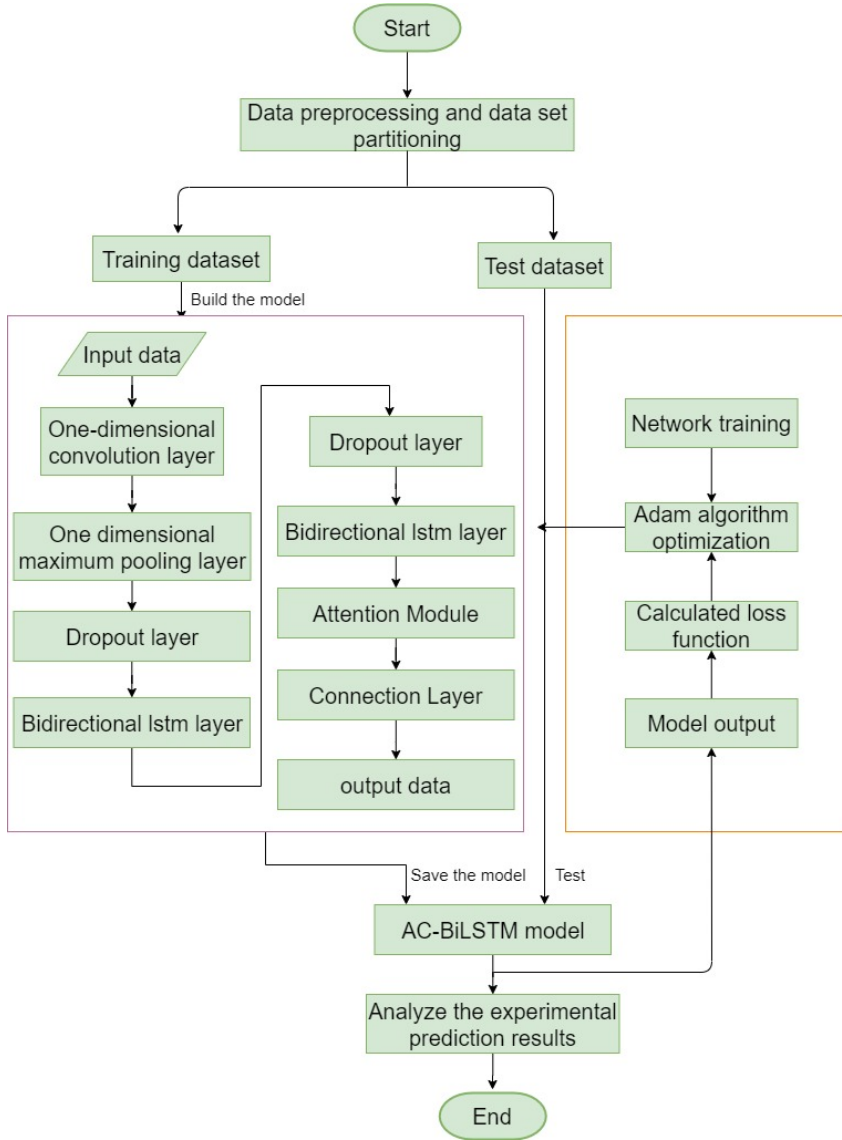 Start
Data preprocessing and data set
partitioning
Training dataset
Test dataset
Build the model
Input data
One-dimensional
convolution layer
One dimensional
maximum pooling layer
Dropout layer
Bidirectional lstm layer
Dropout layer
Bidirectional lstm layer
Attention Module
Connection Layer
output data
Network training
Adam algorithm
optimization
Calculated loss
function
Model output
Save the model
Test
AC-BiLSTM model
Analyze the experimental
prediction results
End